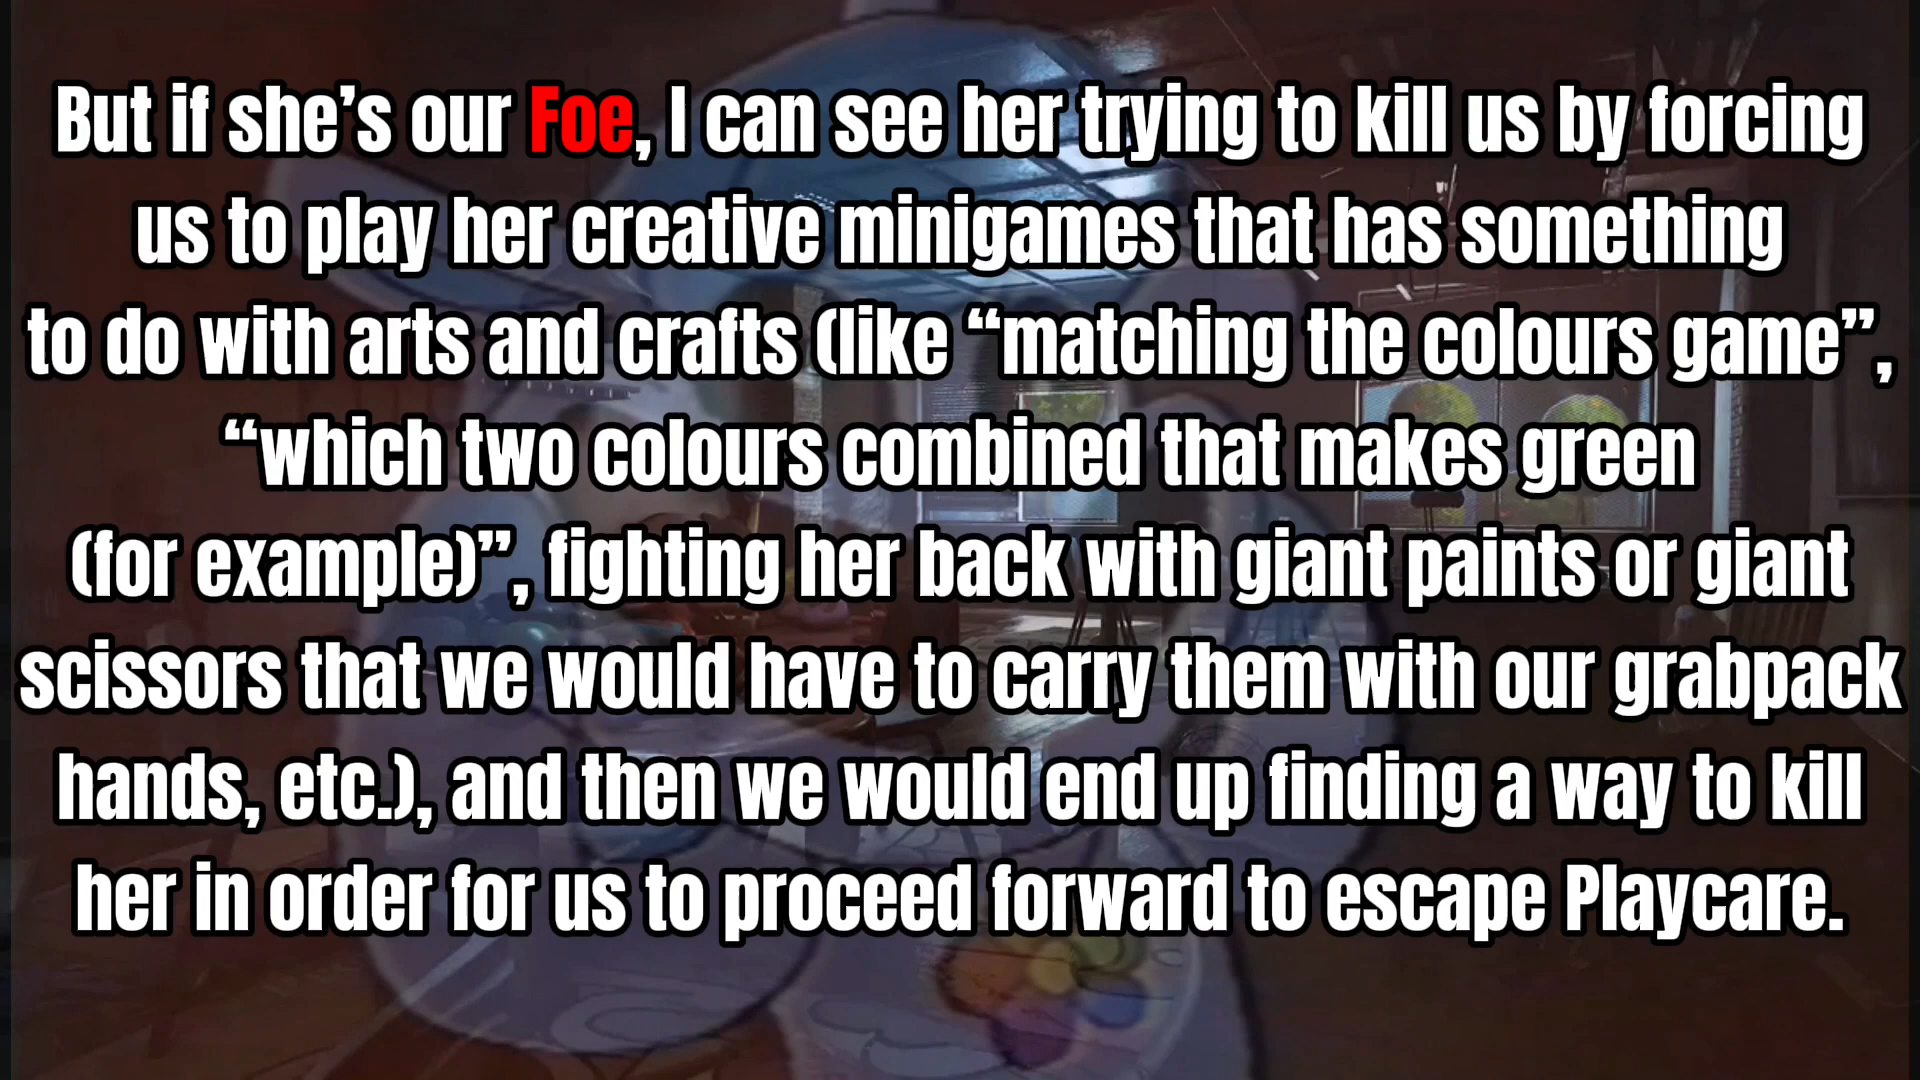 But if she’s our Foe, I can see her trying to kill us by forcing
us to play her creative minigames that has something
to do with arts and crafts (like “matching the colours game”,
“which two colours combined that makes green
(for example)”, fighting her back with giant paints or giant
scissors that we would have to carry them with our grabpack
hands, etc.), and then we would end up finding a way to kill
her in order for us to proceed forward to escape Playcare.